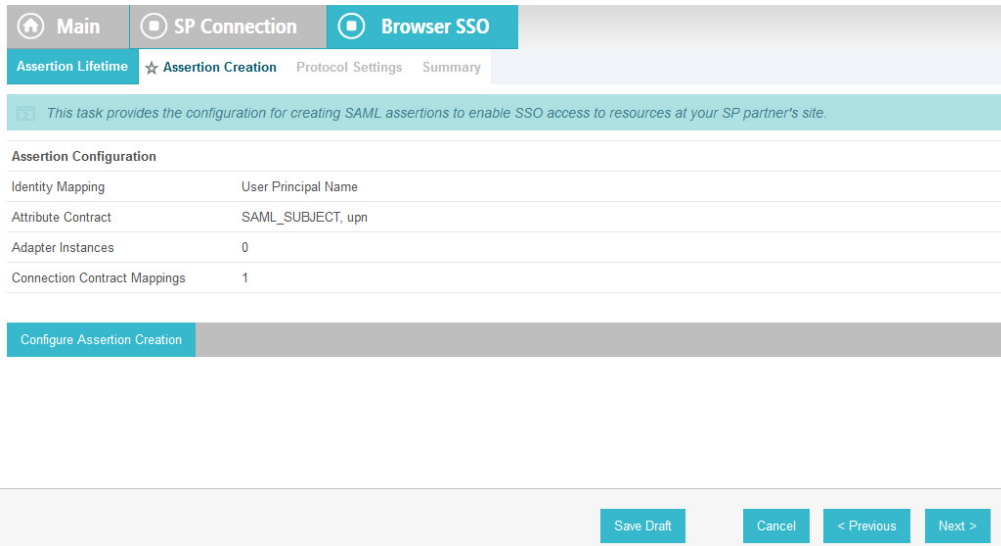 Main SP Connection Browser SSO
Assertion Lifetime Assertion Creation Protocol Settings Summary
This task provides the configuration for creating SAML assertions to enable SSO access to resources at your SP partner's site.
Assertion Configuration
Identity Mapping User Principal Name
Attribute Contract SAML_SUBJECT, upn
Adapter Instances 0
Connection Contract Mappings 1
Configure Assertion Creation
Save Draft Cancel < Previous Next >